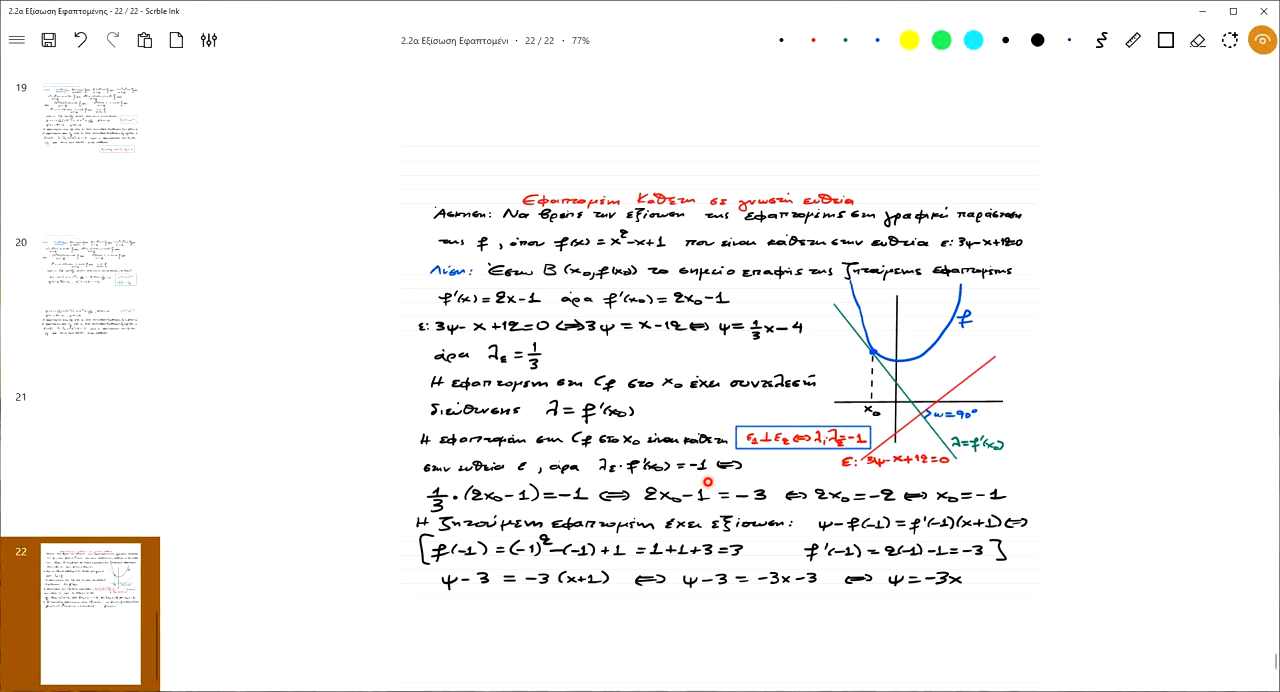 2.2α Εξίσωση Εφαπτομένης - 22 / 22 - Scrble Ink
2.2α Εξίσωση Εφαπτομένι · 22 / 22 · 77%
19
20
21
22
Εφαπτομένη Κάθετη σε γνωστή ευθεία
Άσκηση: Να βρεις την εξίσωση της εφαπτομένης στη γραφική παράσταση
της f, όπου f(x) = x²-x+1 που είναι κάθετη στην ευθεία ε: 3ψ-x+12=0
Λύση: Έστω Β(x₀,f(x₀)) το σημείο επαφής της ζητούμενης εφαπτομένης
f'(x) = 2x-1 άρα f'(x₀) = 2x₀-1
ε: 3ψ-x+12=0 ⇔ 3ψ = x-12 ⇔ ψ = 1/3 x - 4
άρα λε = 1/3
Η εφαπτομένη στη Cf στο x₀ έχει συντελεστή
διεύθυνσης λ = f'(x₀)
Η εφαπτομένη στη Cf στο x₀ είναι κάθετη
ε₁⊥ε₂ ⇔ λ₁·λ₂=-1
στην ευθεία ε, άρα λε·f'(x₀) = -1 ⇔
1/3·(2x₀-1) = -1 ⇔ 2x₀-1 = -3 ⇔ 2x₀=-2 ⇔ x₀=-1
Η ζητούμενη εφαπτομένη έχει εξίσωση: ψ-f(-1) = f'(-1)(x+1) ⇔
[f(-1) = (-1)²-(-1)+1 = 1+1+3=3 f'(-1) = 2(-1)-1=-3]
ψ-3 = -3(x+1) ⇔ ψ-3 = -3x-3 ⇔ ψ=-3x
f
x₀
ω=90°
λ=f'(x₀)
ε: 3ψ-x+12=0